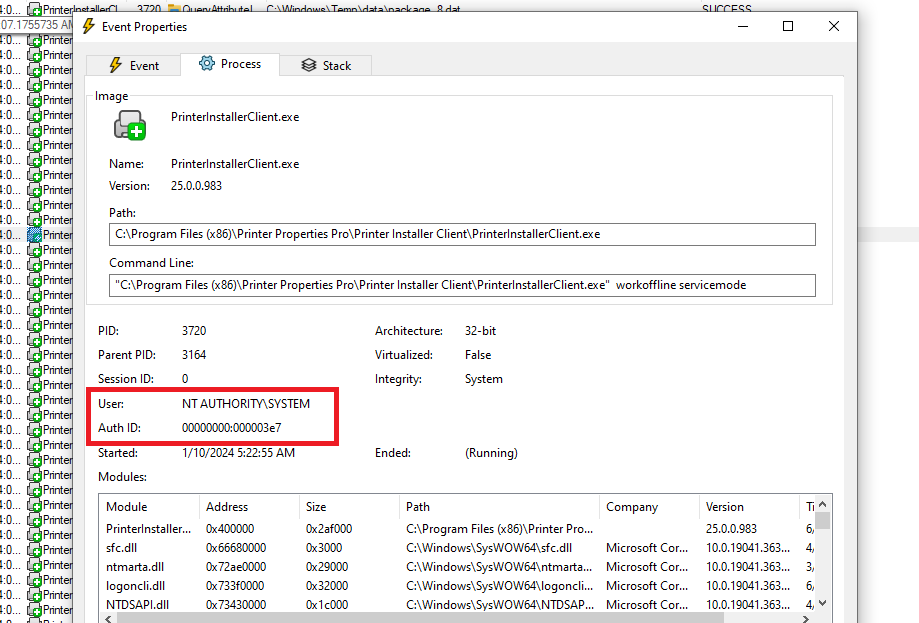 PrinterInstallerCl... 3720 QueryAttributeI... C:\Windows\Temp\data\package_8.dat SUCCESS
07.1755735 AM
Event Properties
Event Process Stack
Image
PrinterInstallerClient.exe
Name: PrinterInstallerClient.exe
Version: 25.0.0.983
Path:
C:\Program Files (x86)\Printer Properties Pro\Printer Installer Client\PrinterInstallerClient.exe
Command Line:
"C:\Program Files (x86)\Printer Properties Pro\Printer Installer Client\PrinterInstallerClient.exe" workoffline servicemode
PID: 3720 Architecture: 32-bit
Parent PID: 3164 Virtualized: False
Session ID: 0 Integrity: System
User: NT AUTHORITY\SYSTEM
Auth ID: 00000000:000003e7
Started: 1/10/2024 5:22:55 AM Ended: (Running)
Modules:
Module Address Size Path Company Version Ti
PrinterInstaller... 0x400000 0x2af000 C:\Program Files (x86)\Printer Pro... 25.0.0.983 6/
sfc.dll 0x66680000 0x3000 C:\Windows\SysWOW64\sfc.dll Microsoft Cor... 10.0.19041.363... 4/
ntmarta.dll 0x72ae0000 0x29000 C:\Windows\SysWOW64\ntmarta... Microsoft Cor... 10.0.19041.363... 3/
logoncli.dll 0x733f0000 0x32000 C:\Windows\SysWOW64\logoncli... Microsoft Cor... 10.0.19041.363... 6/
NTDSAPI.dll 0x73430000 0x1c000 C:\Windows\SysWOW64\NTDSAP... Microsoft Cor... 10.0.19041.363... 4/